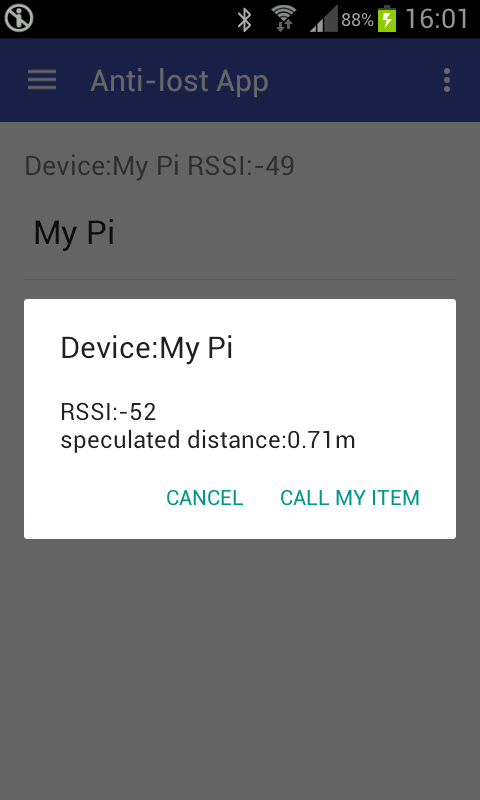 88% 16:01
Anti-lost App
Device:My Pi RSSI:-49
My Pi
Device:My Pi
RSSI:-52
speculated distance:0.71m
CANCEL CALL MY ITEM